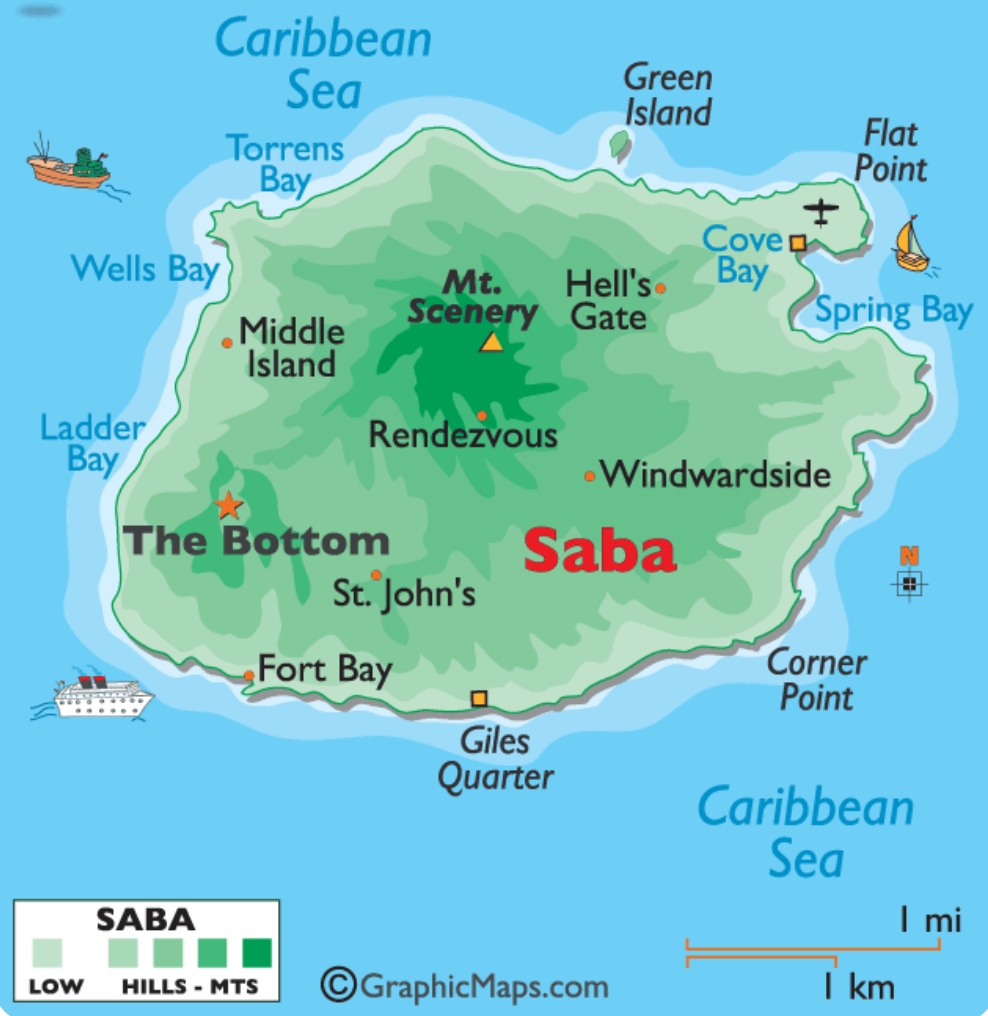 Caribbean
Sea
Green
Island
Flat
Point
Torrens
Bay
Cove
Bay
Wells Bay
Mt.
Scenery
Hell's
Gate
Spring Bay
Middle
Island
Ladder
Bay
Rendezvous
Windwardside
The Bottom
Saba
St. John's
N
Fort Bay
Corner
Point
Giles
Quarter
Caribbean
Sea
SABA
LOW HILLS - MTS
©GraphicMaps.com
1 mi
1 km